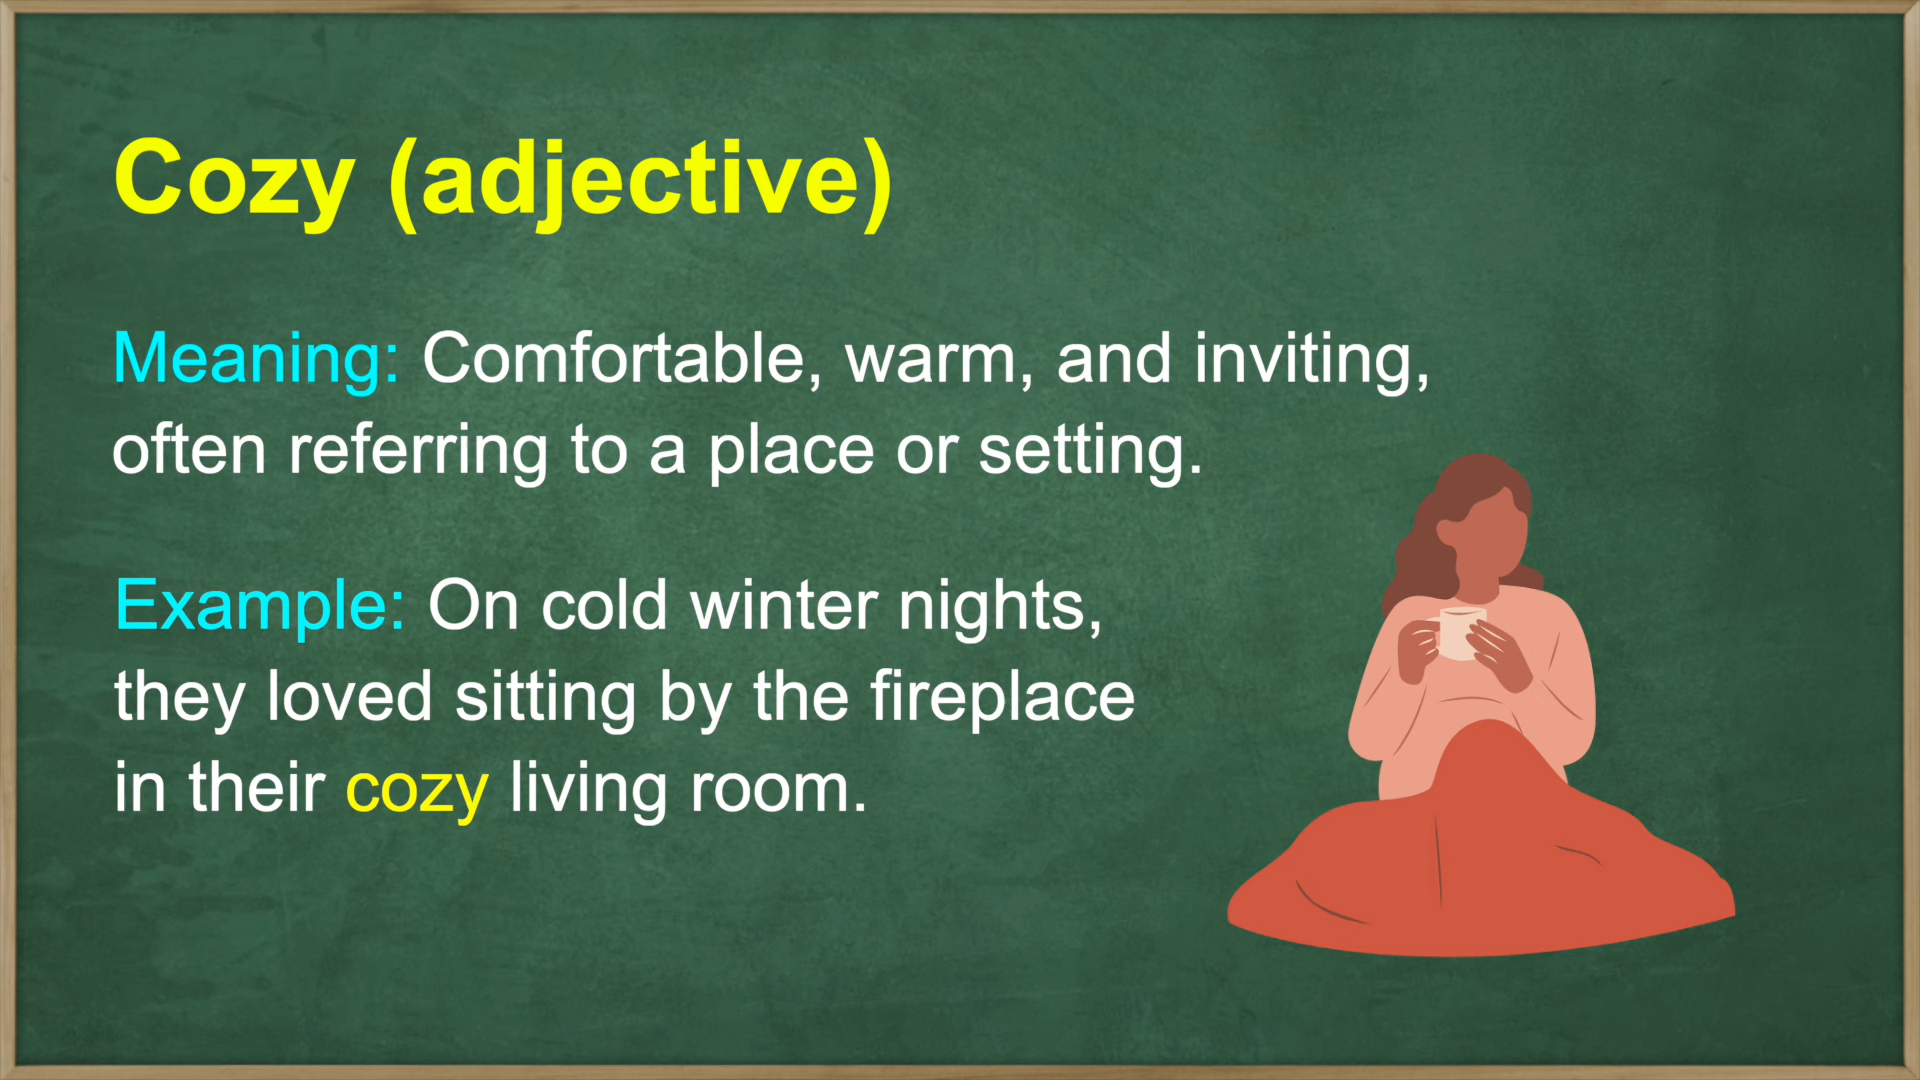 Cozy (adjective)
Meaning: Comfortable, warm, and inviting,
often referring to a place or setting.
Example: On cold winter nights,
they loved sitting by the fireplace
in their cozy living room.